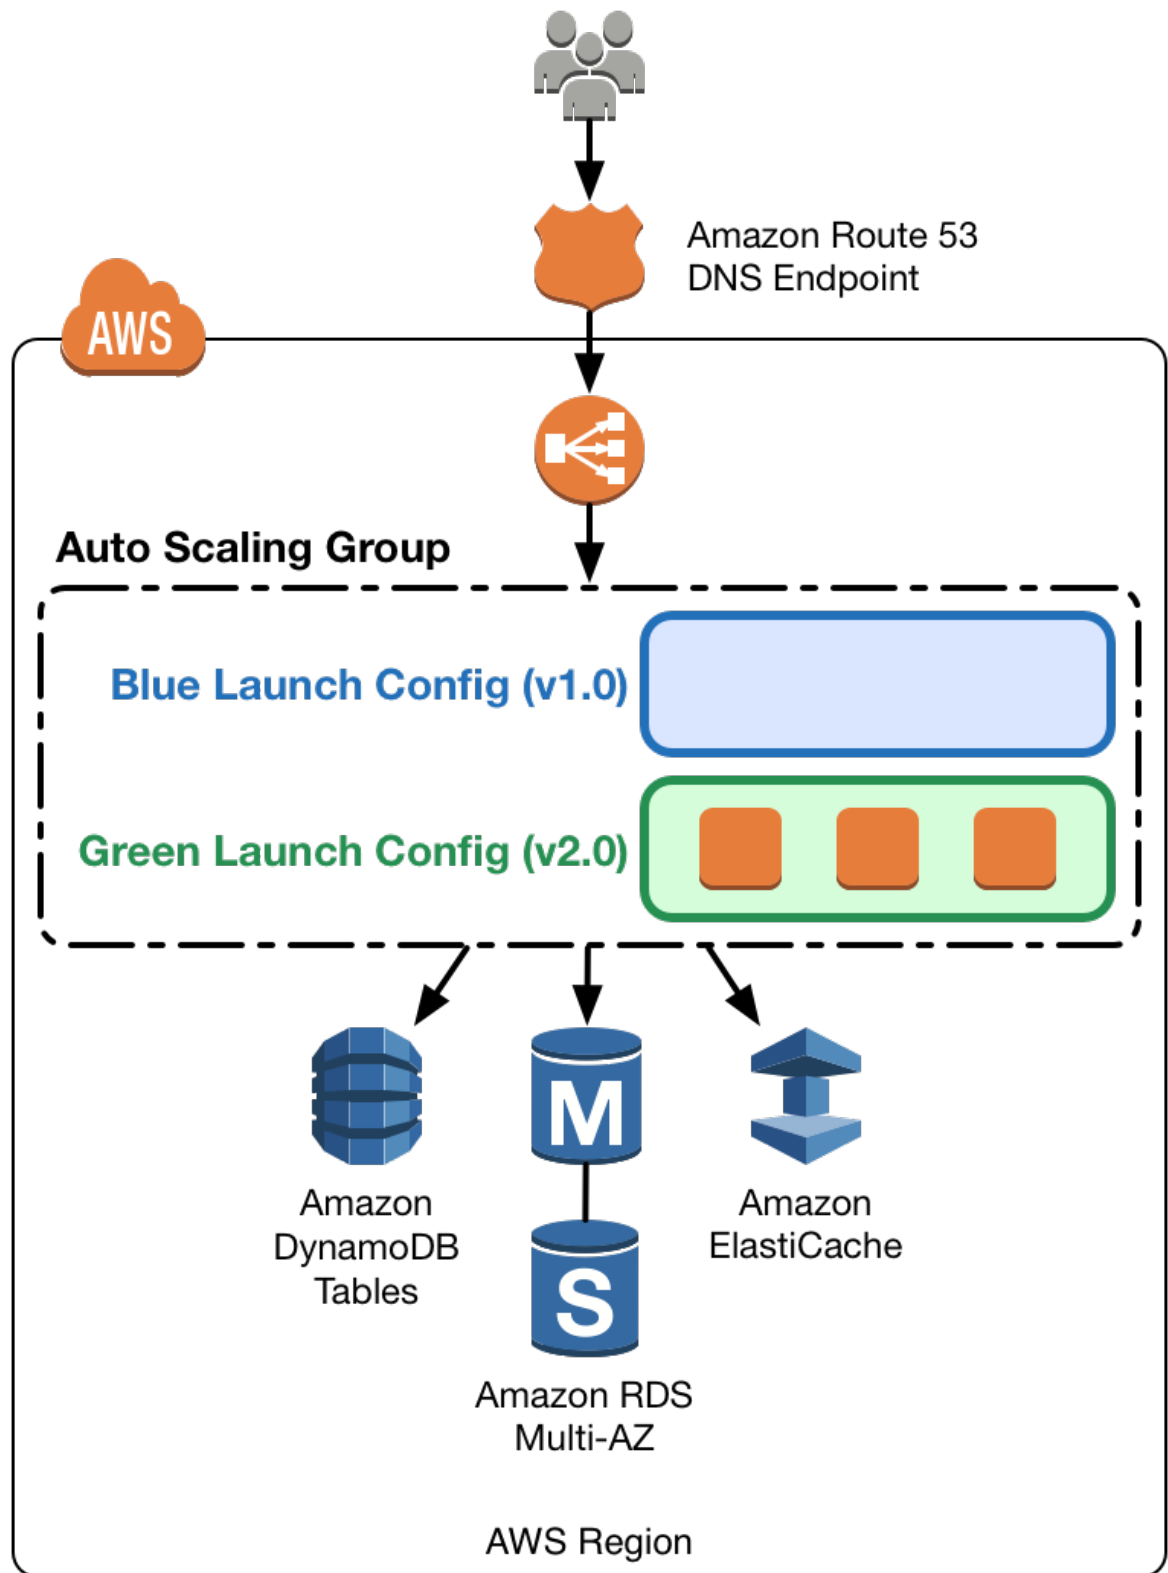 Amazon Route 53
DNS Endpoint
AWS
Auto Scaling Group
Blue Launch Config (v1.0)
Green Launch Config (v2.0)
M
Amazon
DynamoDB
Tables
Amazon
ElastiCache
S
Amazon RDS
Multi-AZ
AWS Region